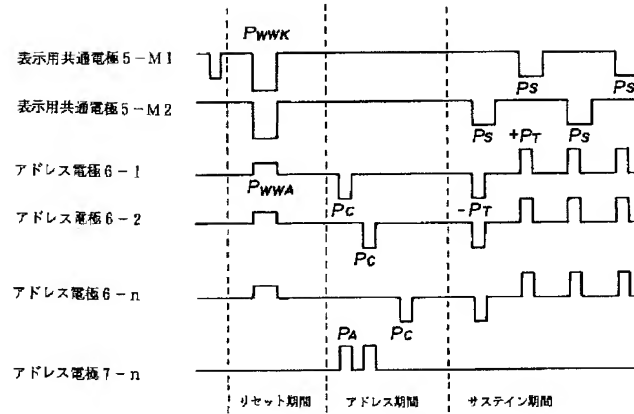 PWWK
表示用共通電極5-M1
PS PS
表示用共通電極5-M2
PS +PT PS
アドレス電極6-1
PWWA
PC -PT
アドレス電極6-2
PC
アドレス電極6-n
PC
PA
アドレス電極7-n
リセット期間 アドレス期間 サステイン期間